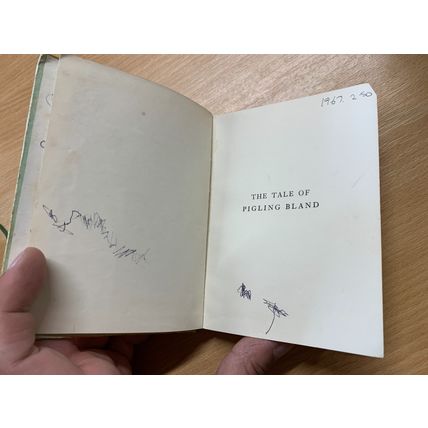 1967. 2.50
THE TALE OF
PIGLING BLAND